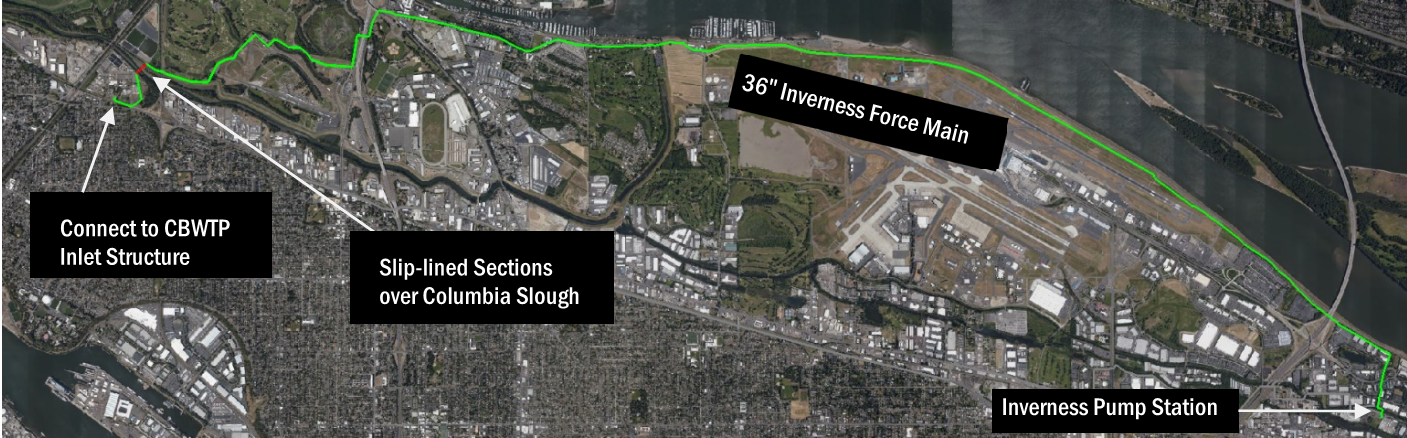 36" Inverness Force Main
Connect to CBWTP
Inlet Structure
Slip-lined Sections
over Columbia Slough
Inverness Pump Station